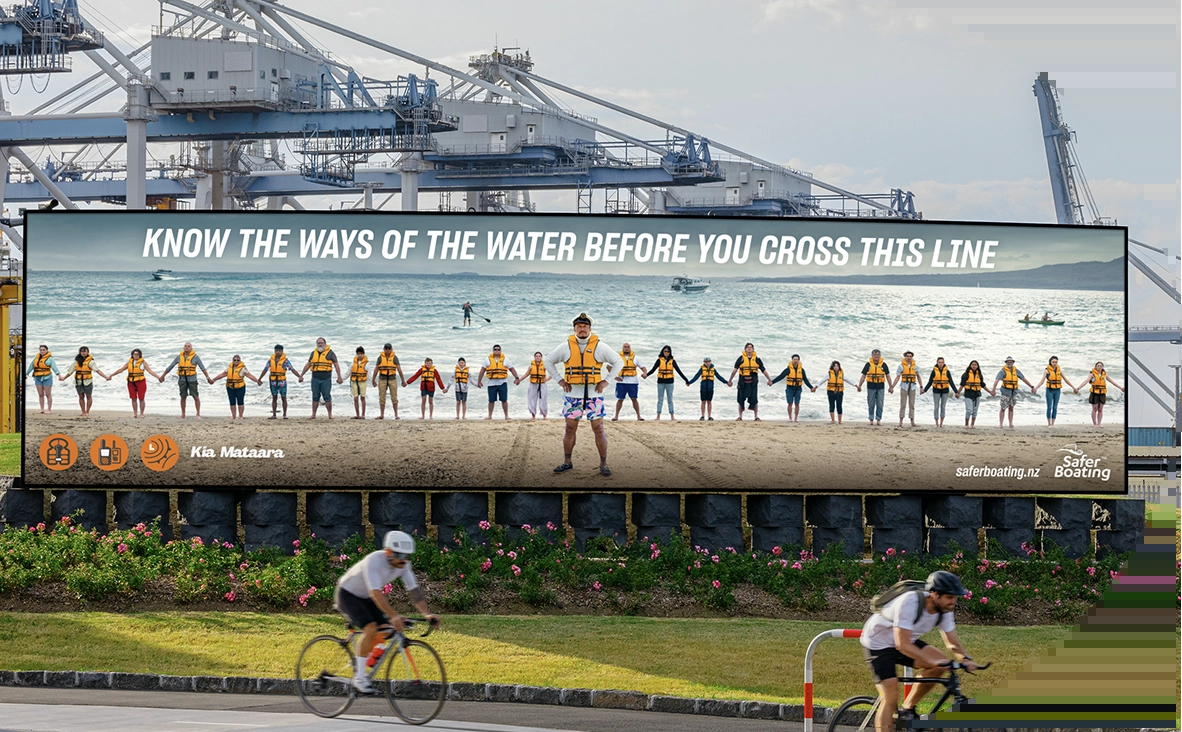 KNOW THE WAYS OF THE WATER BEFORE YOU CROSS THIS LINE
Kia Mataara
saferboating.nz
Safer
Boating